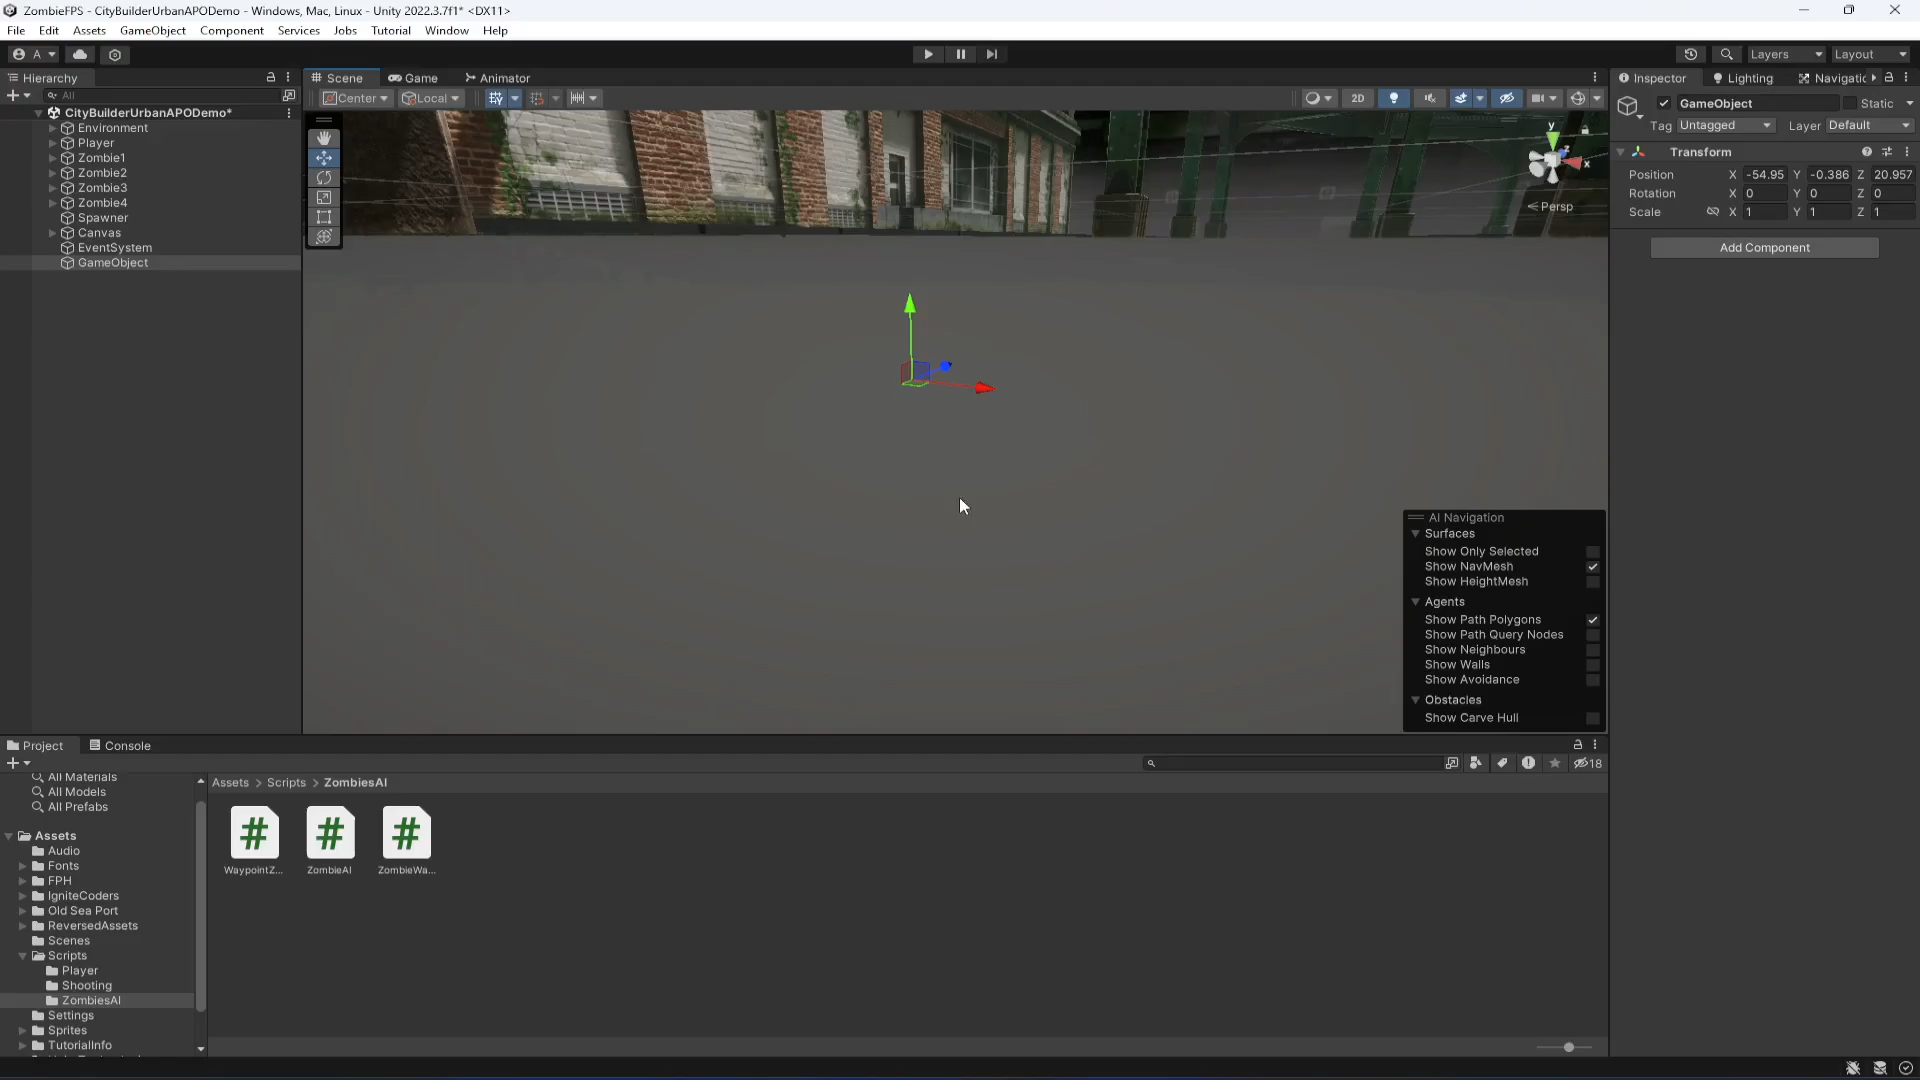 ZombieFPS - CityBuilderUrbanAPODemo - Windows, Mac, Linux - Unity 2022.3.7f1* <DX11>
File Edit Assets GameObject Component Services Jobs Tutorial Window Help
A Layers Layout
Hierarchy
All
CityBuilderUrbanAPODemo*
Environment
Player
Zombie1
Zombie2
Zombie3
Zombie4
Spawner
Canvas
EventSystem
GameObject
Scene Game Animator
Center Local 2D
y
x
Persp
AI Navigation
Surfaces
Show Only Selected
Show NavMesh
Show HeightMesh
Agents
Show Path Polygons
Show Path Query Nodes
Show Neighbours
Show Walls
Show Avoidance
Obstacles
Show Carve Hull
Inspector Lighting Navigatic
GameObject Static
Tag Untagged Layer Default
Transform
Position X -54.95 Y -0.386 Z 20.957
Rotation X 0 Y 0 Z 0
Scale X 1 Y 1 Z 1
Add Component
Project Console
18
All Materials
All Models
All Prefabs
Assets
Audio
Fonts
FPH
IgniteCoders
Old Sea Port
ReversedAssets
Scenes
Scripts
Player
Shooting
ZombiesAI
Settings
Sprites
TutorialInfo
Assets > Scripts > ZombiesAI
WaypointZ... ZombieAI ZombieWa...